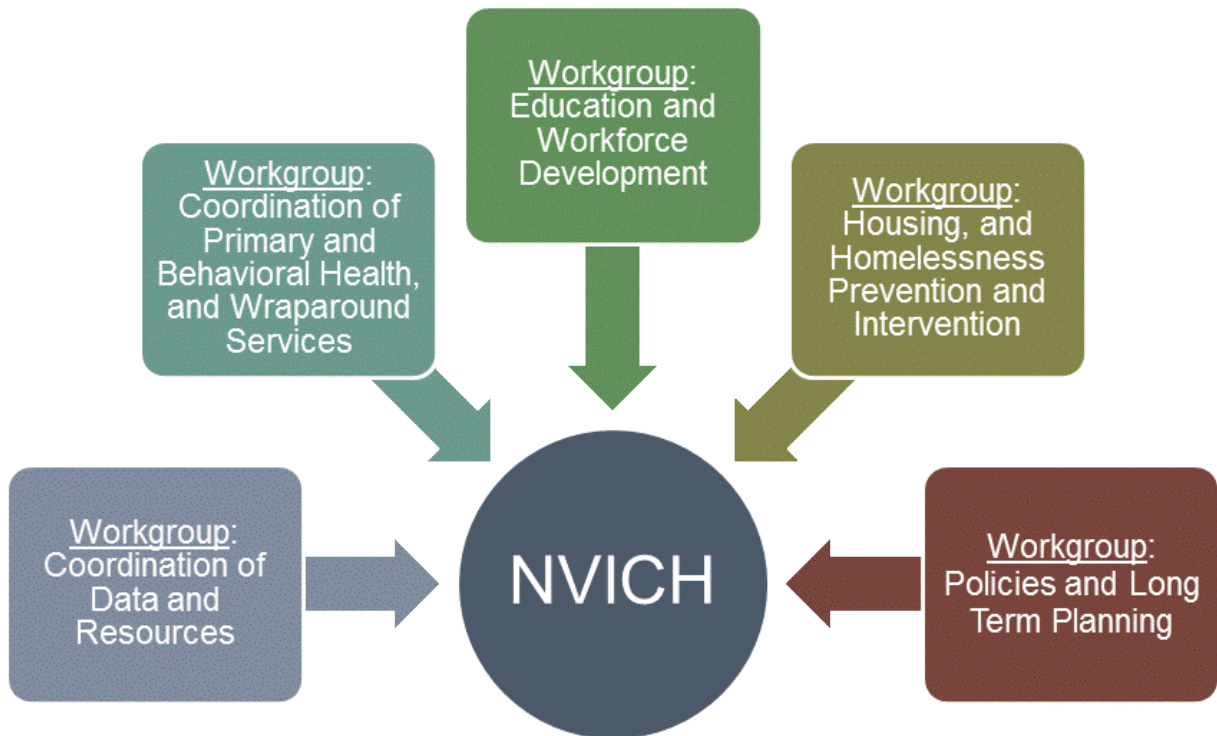 Workgroup:
Education and
Workforce
Development
Workgroup:
Coordination of
Primary and
Behavioral Health,
and Wraparound
Services
Workgroup:
Housing, and
Homelessness
Prevention and
Intervention
Workgroup:
Coordination of
Data and
Resources
NVICH
Workgroup:
Policies and Long
Term Planning